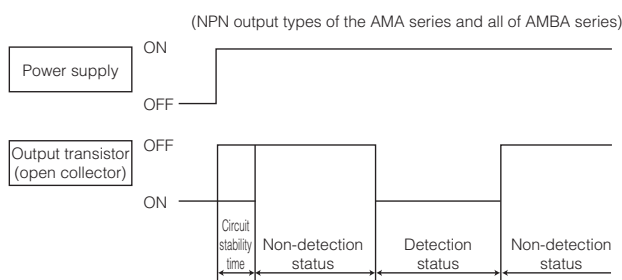 (NPN output types of the AMA series and all of AMBA series)
ON
Power supply
OFF
OFF
Output transistor
(open collector)
ON
Circuit
stability
time
Non-detection
status
Detection
status
Non-detection
status